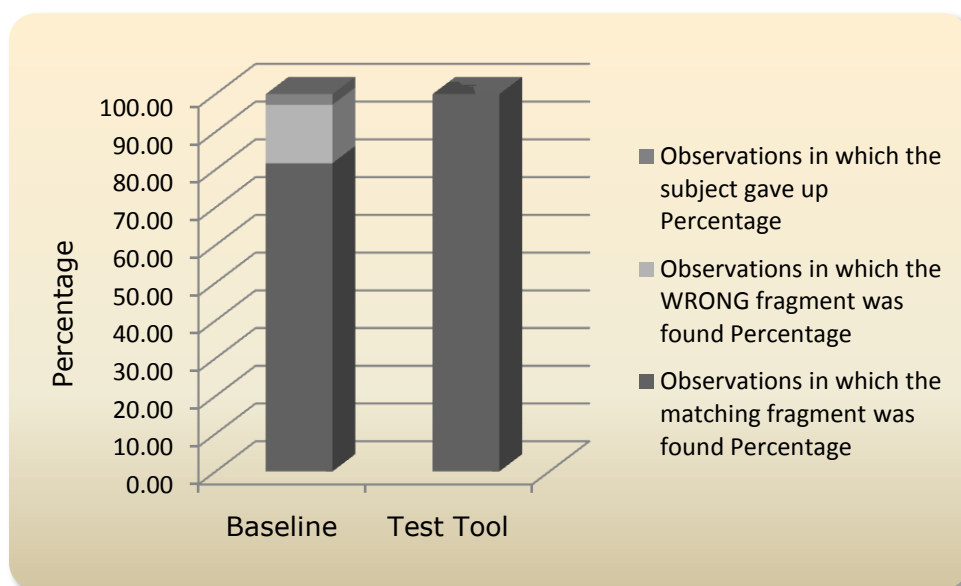 100.00
90.00
80.00
70.00
60.00
50.00
40.00
30.00
20.00
10.00
0.00
Percentage
Baseline
Test Tool
Observations in which the
subject gave up
Percentage
Observations in which the
WRONG fragment was
found Percentage
Observations in which the
matching fragment was
found Percentage